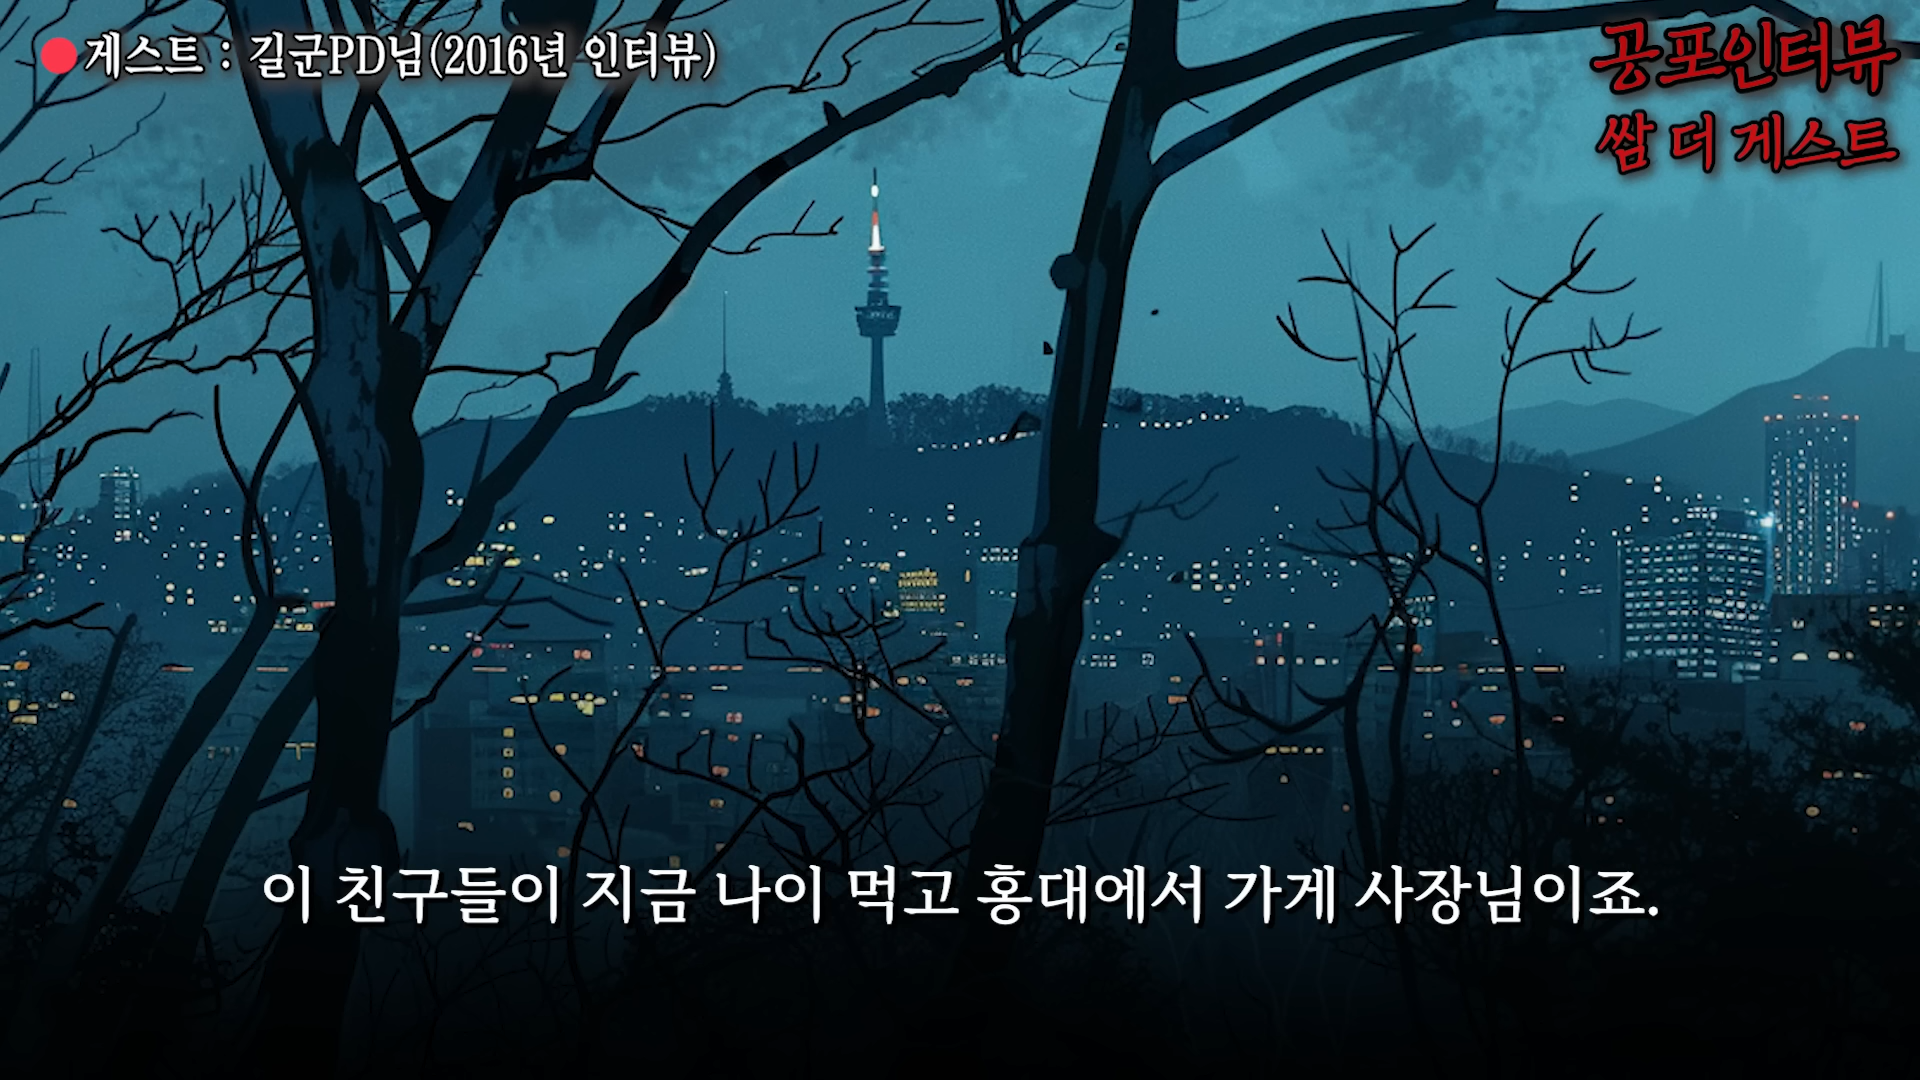 게스트 : 길군PD님(2016년 인터뷰)
공포인터뷰
쌈 더 게스트
이 친구들이 지금 나이 먹고 홍대에서 가게 사장님이죠.